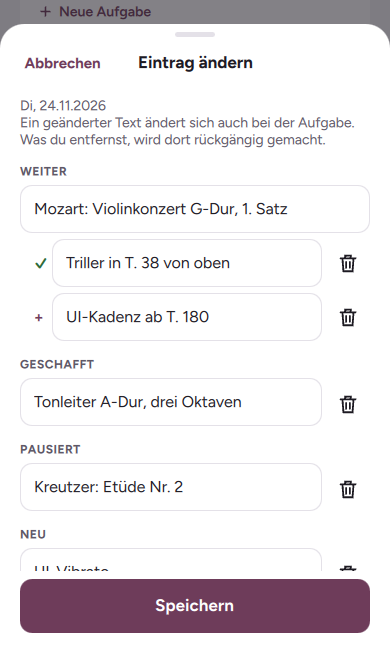 + Neue Aufgabe
Abbrechen
Eintrag ändern
Di, 24.11.2026
Ein geänderter Text ändert sich auch bei der Aufgabe.
Was du entfernst, wird dort rückgängig gemacht.
WEITER
Mozart: Violinkonzert G-Dur, 1. Satz
Triller in T. 38 von oben
+ UI-Kadenz ab T. 180
GESCHAFFT
Tonleiter A-Dur, drei Oktaven
PAUSIERT
Kreutzer: Etüde Nr. 2
NEU
Speichern